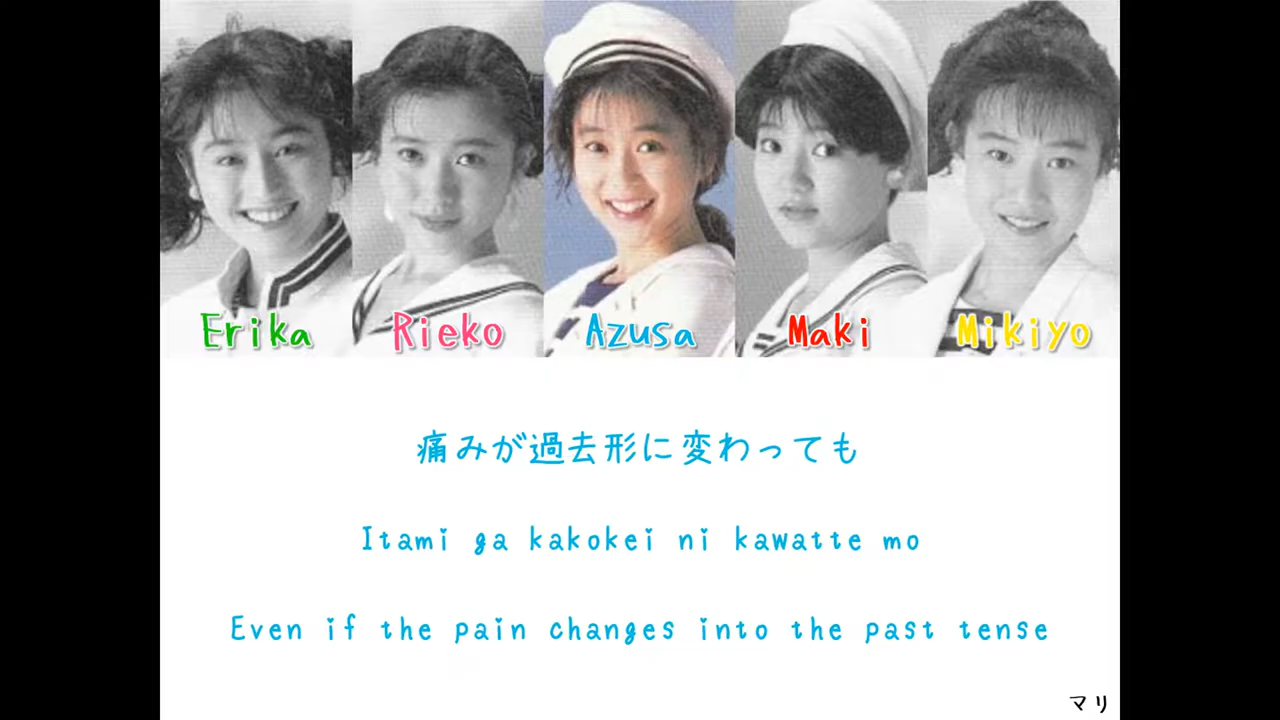 Erika Rieko Azusa Maki Mikiyo
痛みが過去形に変わっても
Itami ga kakokei ni kawatte mo
Even if the pain changes into the past tense
マリ